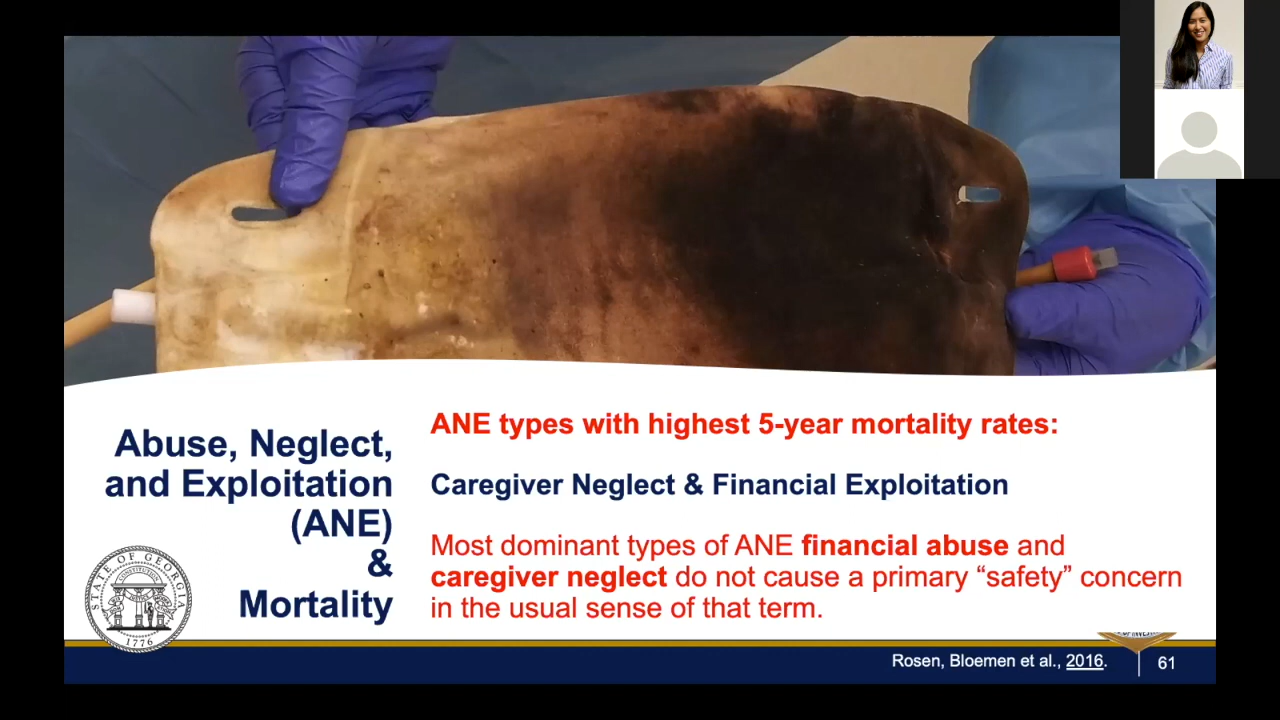 ANE types with highest 5-year mortality rates:
Abuse, Neglect,
and Exploitation
(ANE)
&
Mortality
Caregiver Neglect & Financial Exploitation
Most dominant types of ANE financial abuse and
caregiver neglect do not cause a primary “safety” concern
in the usual sense of that term.
STATE OF GEORGIA
CONSTITUTION
1776
Rosen, Bloemen et al., 2016.
61